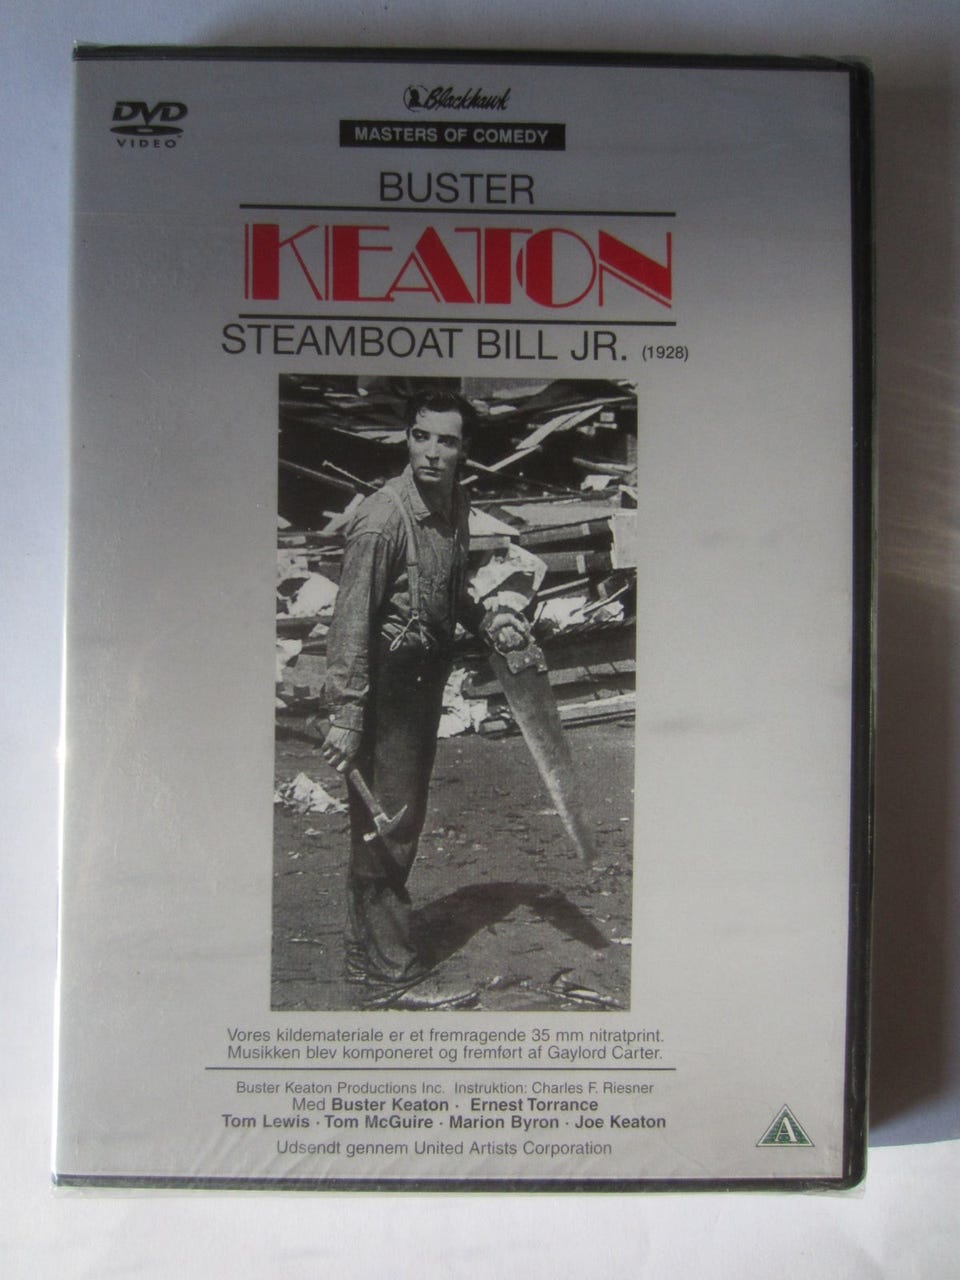 DVD
VIDEO™
Blackhawk
MASTERS OF COMEDY
BUSTER
KEATON
STEAMBOAT BILL JR. (1928)
Vores kildemateriale er et fremragende 35 mm nitratprint.
Musikken blev komponeret og fremført af Gaylord Carter.
Buster Keaton Productions Inc. Instruktion: Charles F. Riesner
Med Buster Keaton · Ernest Torrance
Tom Lewis · Tom McGuire · Marion Byron · Joe Keaton
Udsendt gennem United Artists Corporation
A